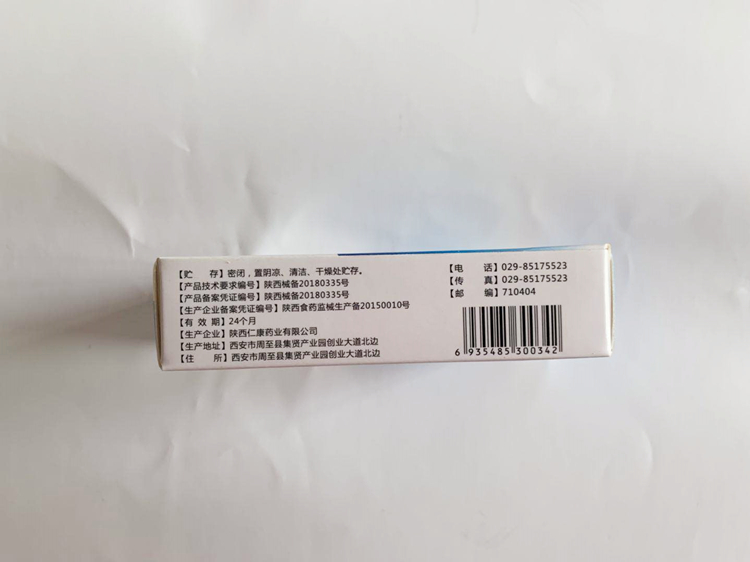 【贮　　存】密闭，置阴凉、清洁、干燥处贮存。
【产品技术要求编号】陕西械备20180335号
【产品备案凭证编号】陕西械备20180335号
【生产企业备案凭证编号】陕西食药监械生产备20150010号
【有 效 期】24个月
【生产企业】陕西仁康药业有限公司
【生产地址】西安市周至县集贤产业园创业大道北边
【住　　所】西安市周至县集贤产业园创业大道北边
【电　　话】029-85175523
【传　　真】029-85175523
【邮　　编】710404
6 935485 300342